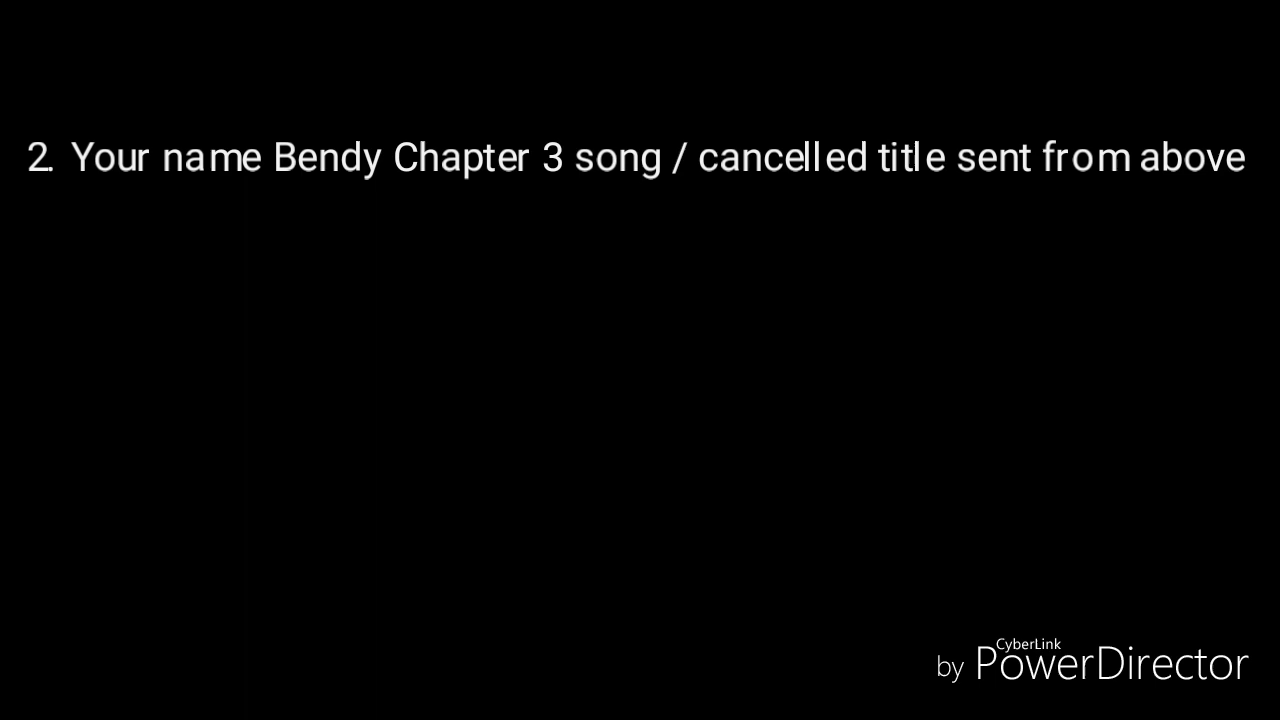 2. Your name Bendy Chapter 3 song / cancelled title sent from above
CyberLink
by PowerDirector